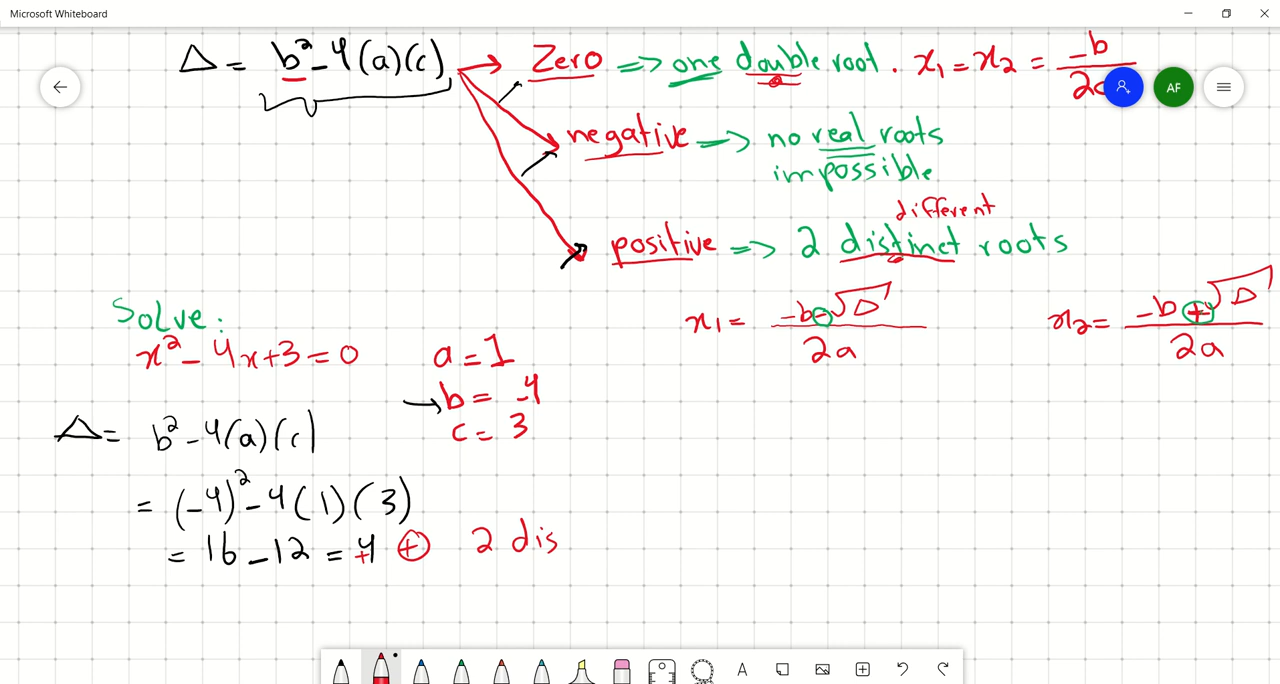 Microsoft Whiteboard
Δ = b² - 4(a)(c) → Zero => one double root. x₁ = x₂ = -b / 2a
AF
negative => no real roots
impossible
different
positive => 2 distinct roots
Solve:
x₁ = -b - √Δ / 2a
x₂ = -b + √Δ / 2a
x² - 4x + 3 = 0
a = 1
→ b = -4
c = 3
Δ = b² - 4(a)(c)
= (-4)² - 4(1)(3)
= 16 - 12 = +4 ⊕ 2 dis
A